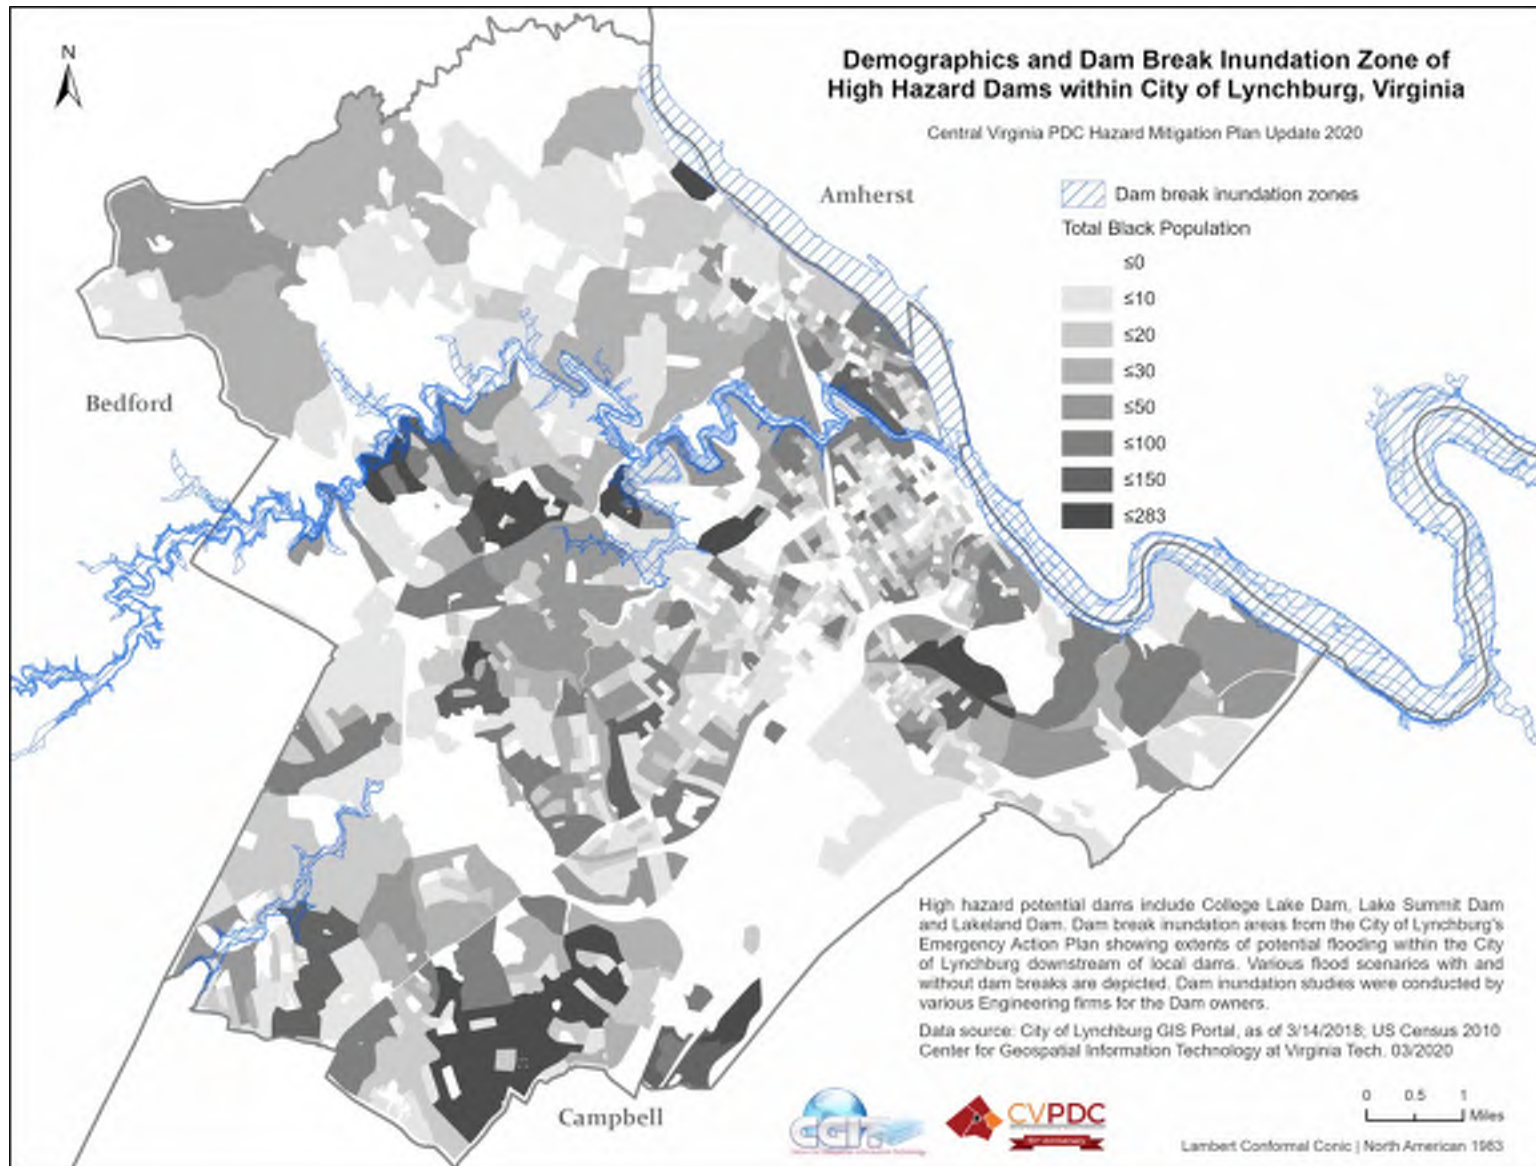 N
Demographics and Dam Break Inundation Zone of
High Hazard Dams within City of Lynchburg, Virginia
Central Virginia PDC Hazard Mitigation Plan Update 2020
Amherst
Dam break inundation zones
Total Black Population
≤0
≤10
≤20
≤30
≤50
≤100
≤150
≤283
Bedford
High hazard potential dams include College Lake Dam, Lake Summit Dam
and Lakeland Dam. Dam break inundation areas from the City of Lynchburg's
Emergency Action Plan showing extents of potential flooding within the City
of Lynchburg downstream of local dams. Various flood scenarios with and
without dam breaks are depicted. Dam inundation studies were conducted by
various Engineering firms for the Dam owners.
Data source: City of Lynchburg GIS Portal, as of 3/14/2018; US Census 2010
Center for Geospatial Information Technology at Virginia Tech. 03/2020
Campbell
CGIT
CVPDC
0 0.5 1
Miles
Lambert Conformal Conic | North American 1983